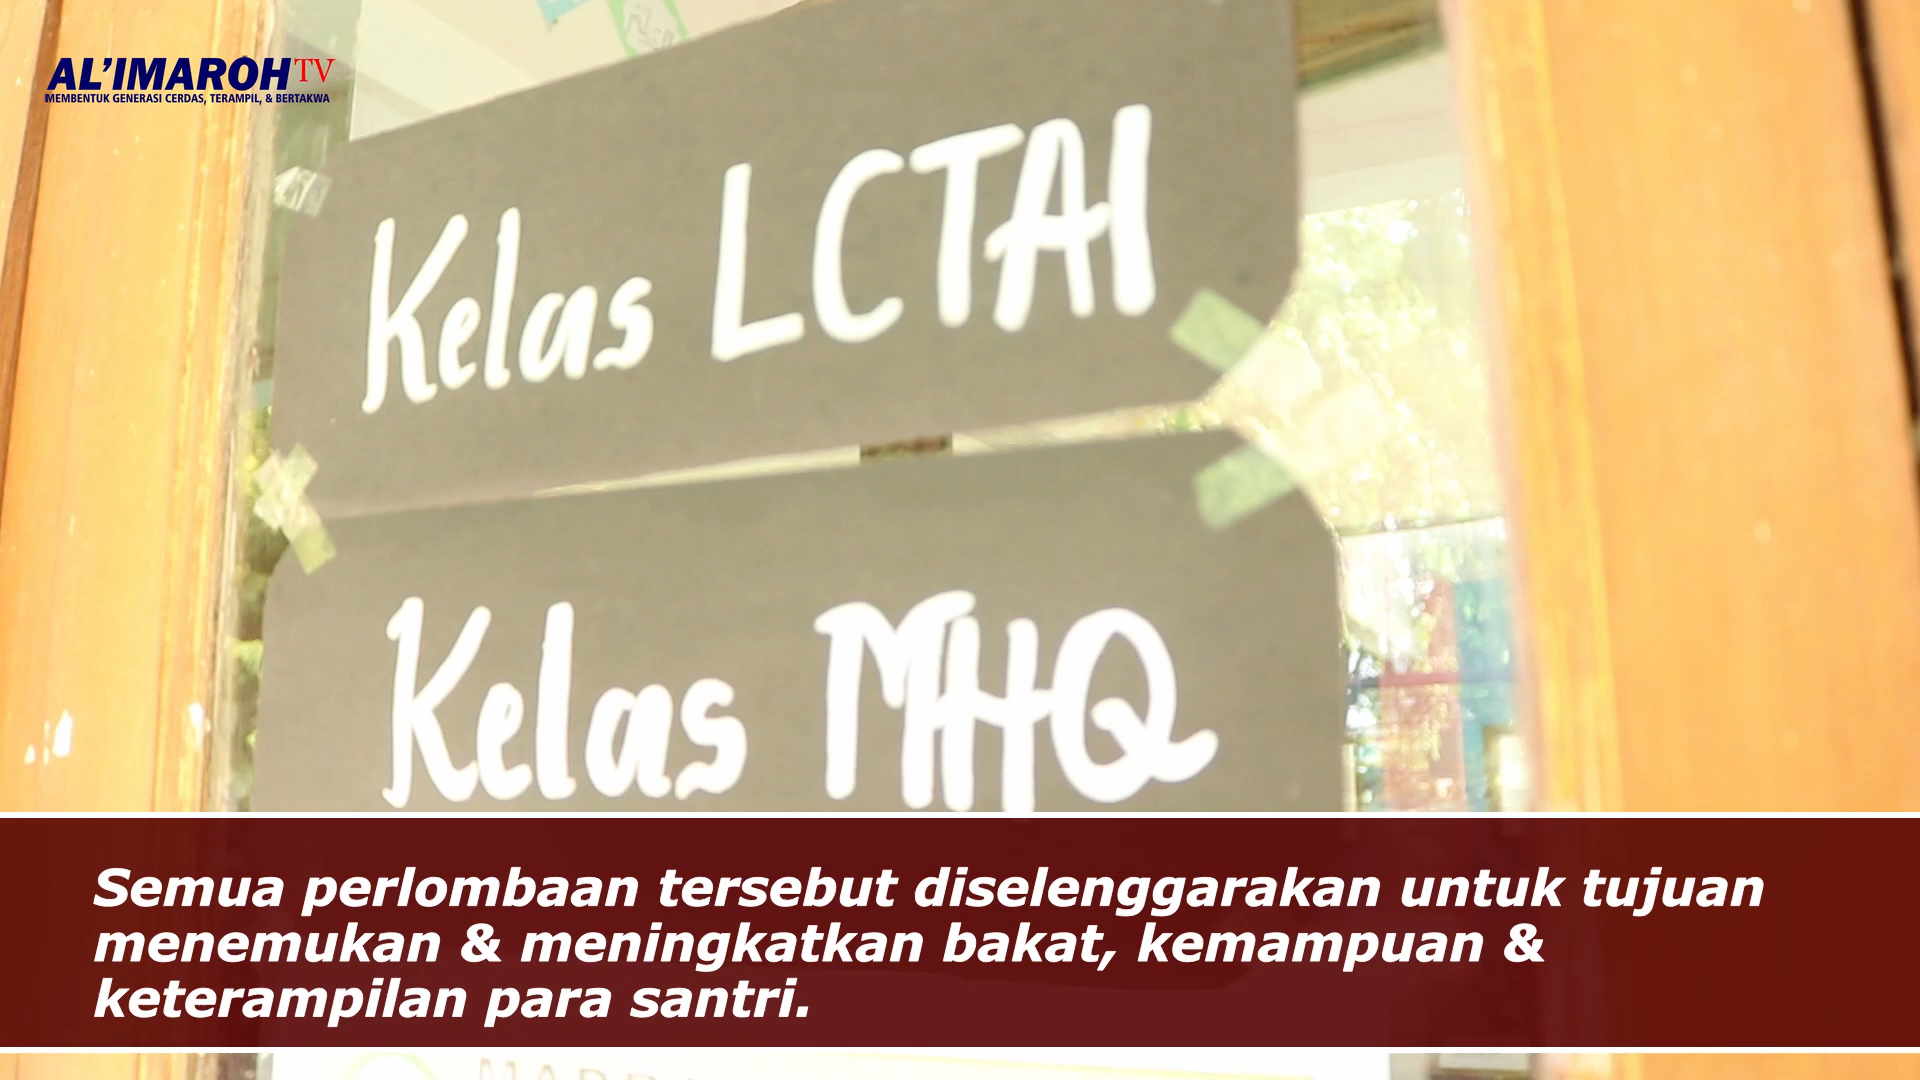 AL'IMAROH TV
MEMBENTUK GENERASI CERDAS, TERAMPIL, & BERTAKWA
Kelas LCTAI
Kelas MHQ
Semua perlombaan tersebut diselenggarakan untuk tujuan
menemukan & meningkatkan bakat, kemampuan &
keterampilan para santri.